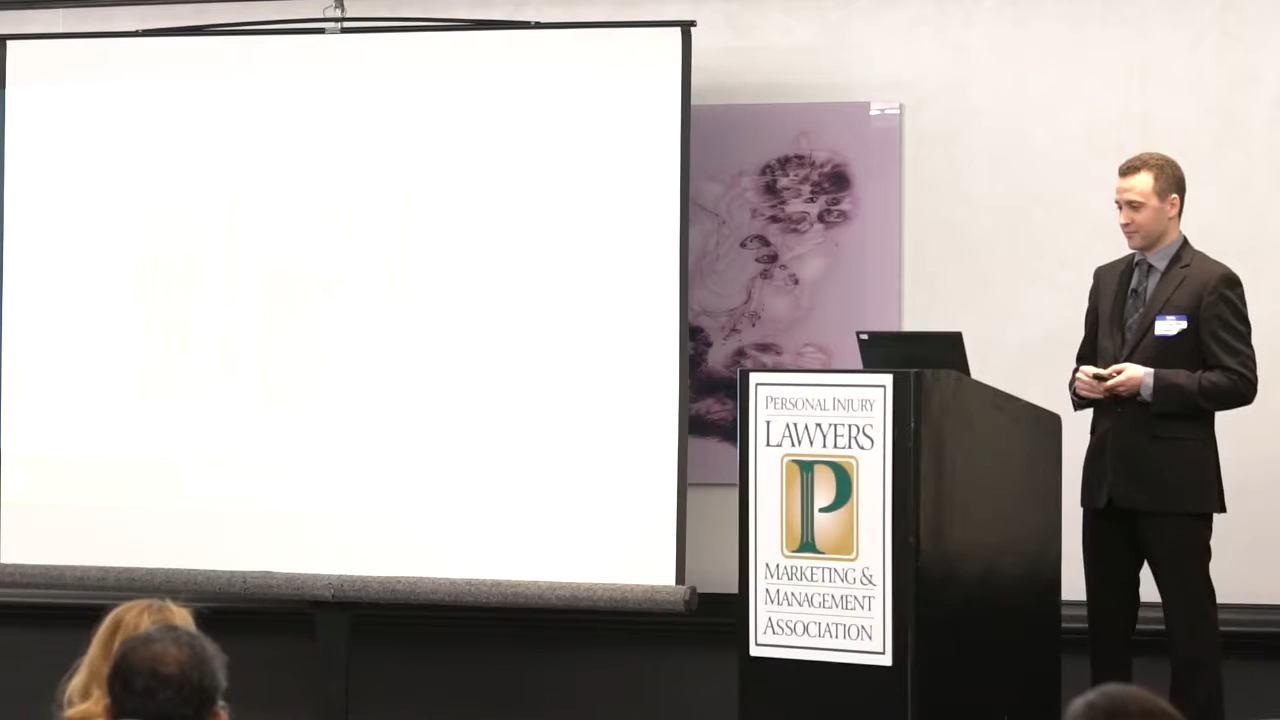 PERSONAL INJURY
LAWYERS
P
MARKETING &
MANAGEMENT
ASSOCIATION